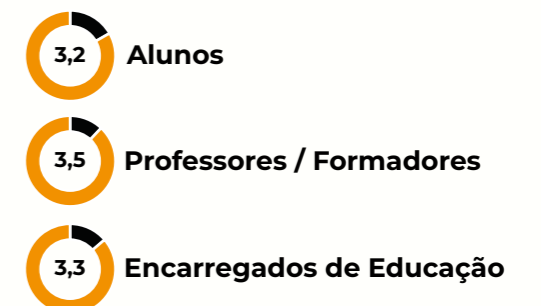 3,2 Alunos
3,5 Professores / Formadores
3,3 Encarregados de Educação